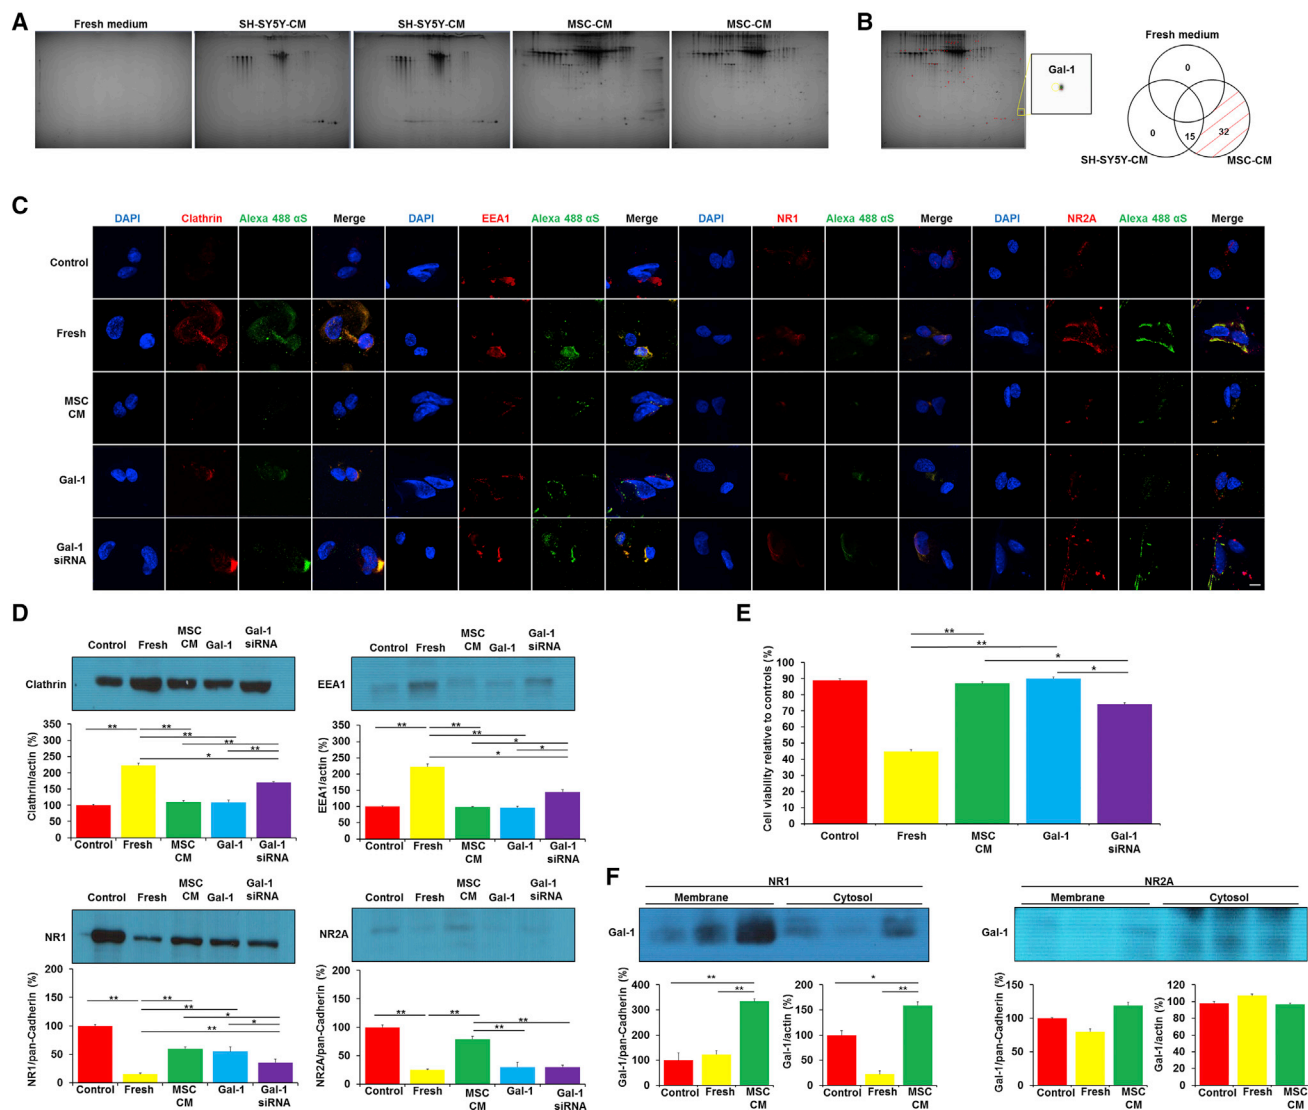 A
Fresh medium SH-SY5Y-CM SH-SY5Y-CM MSC-CM MSC-CM
B
Gal-1
Fresh medium
0
0 15 32
SH-SY5Y-CM MSC-CM
C
DAPI Clathrin Alexa 488 αS Merge DAPI EEA1 Alexa 488 αS Merge DAPI NR1 Alexa 488 αS Merge DAPI NR2A Alexa 488 αS Merge
Control
Fresh
MSC
CM
Gal-1
Gal-1
siRNA
D
Control Fresh MSC CM Gal-1 Gal-1 siRNA
Clathrin
Clathrin/actin (%)
350
300
250
200
150
100
50
0
** **
**
**
**
*
Control Fresh MSC CM Gal-1 Gal-1 siRNA
Control Fresh MSC CM Gal-1 Gal-1 siRNA
EEA1
EEA1/actin (%)
350
300
250
200
150
100
50
0
** **
**
*
*
*
Control Fresh MSC CM Gal-1 Gal-1 siRNA
Control Fresh MSC CM Gal-1 Gal-1 siRNA
NR1
NR1/pan-Cadherin (%)
200
150
100
50
0
** **
**
*
*
**
Control Fresh MSC CM Gal-1 Gal-1 siRNA
Control Fresh MSC CM Gal-1 Gal-1 siRNA
NR2A
NR2A/pan-Cadherin (%)
200
150
100
50
0
** **
**
**
Control Fresh MSC CM Gal-1 Gal-1 siRNA
E
Cell viability relative to controls (%)
100
90
80
70
60
50
40
30
20
10
0
**
**
*
*
Control Fresh MSC CM Gal-1 Gal-1 siRNA
F
NR1
Membrane Cytosol
Gal-1
Gal-1/pan-Cadherin (%)
400
300
200
100
0
**
**
Control Fresh MSC CM
Gal-1/actin (%)
200
150
100
50
0
*
**
Control Fresh MSC CM
NR2A
Membrane Cytosol
Gal-1
Gal-1/pan-Cadherin (%)
150
100
50
0
Control Fresh MSC CM
Gal-1/actin (%)
120
100
80
60
40
20
0
Control Fresh MSC CM